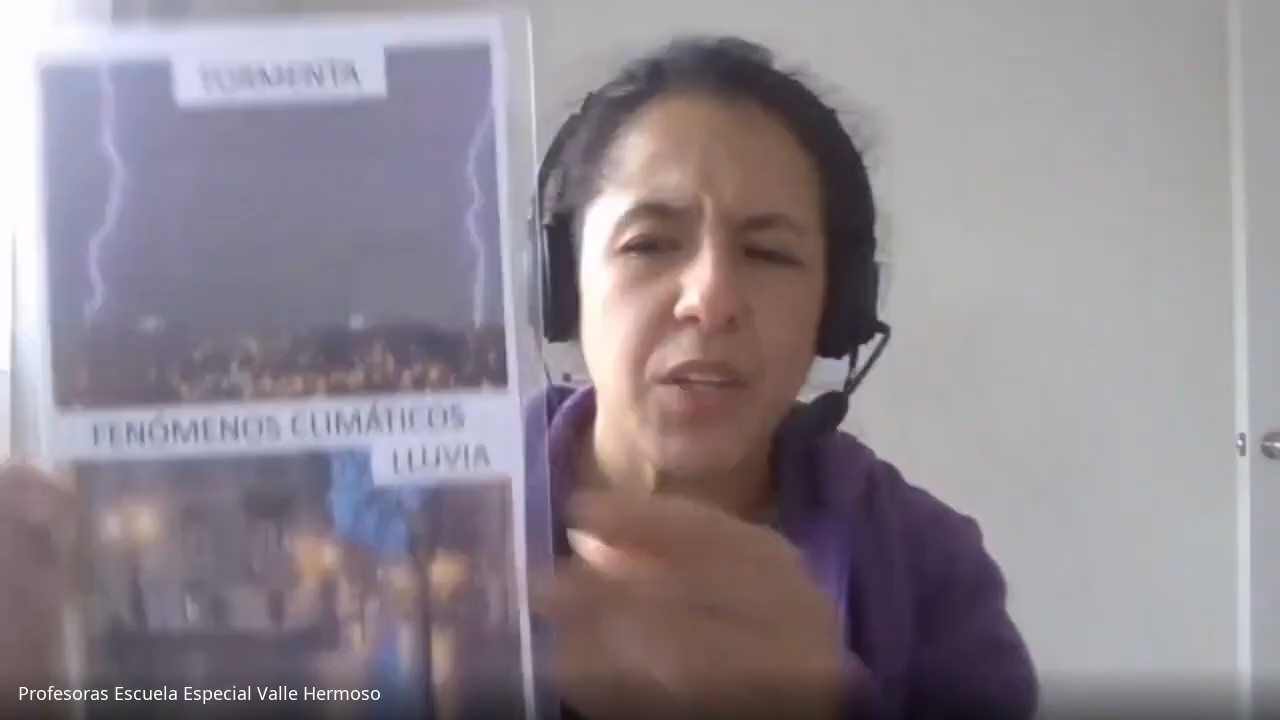 TORMENTA
FENÓMENOS CLIMÁTICOS
LLUVIA
Profesoras Escuela Especial Valle Hermoso